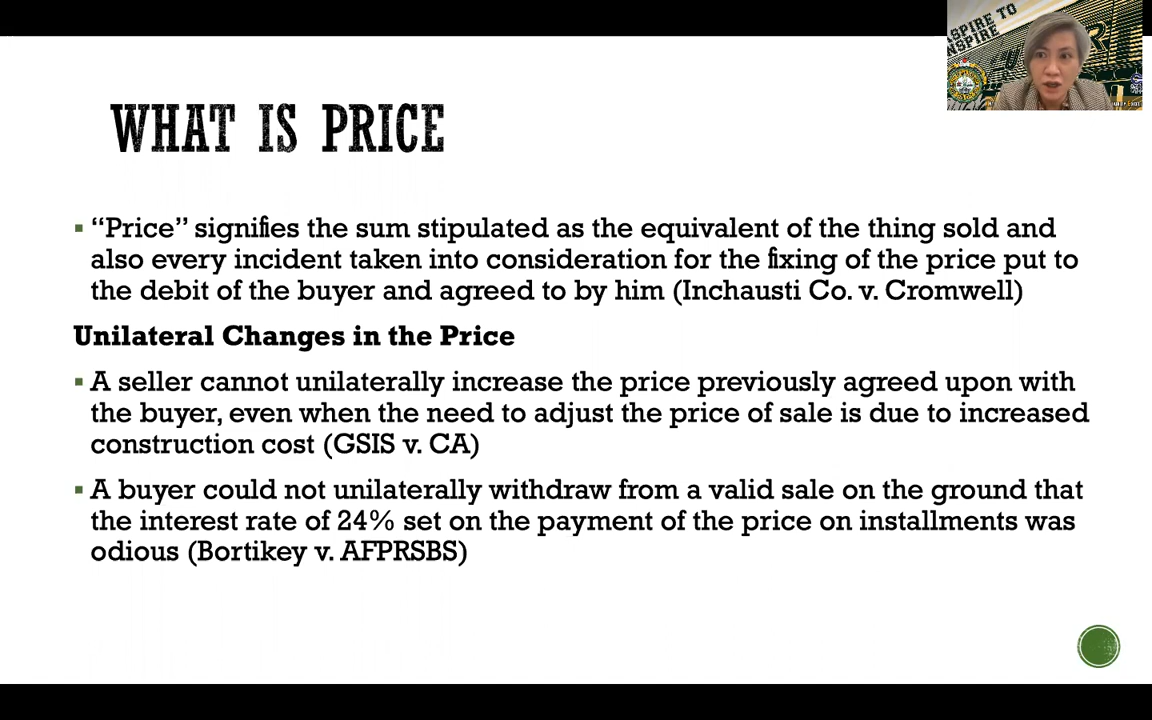 ASPIRE TO
INSPIRE
WHAT IS PRICE
▪ “Price” signifies the sum stipulated as the equivalent of the thing sold and
also every incident taken into consideration for the fixing of the price put to
the debit of the buyer and agreed to by him (Inchausti Co. v. Cromwell)
Unilateral Changes in the Price
▪ A seller cannot unilaterally increase the price previously agreed upon with
the buyer, even when the need to adjust the price of sale is due to increased
construction cost (GSIS v. CA)
▪ A buyer could not unilaterally withdraw from a valid sale on the ground that
the interest rate of 24% set on the payment of the price on installments was
odious (Bortikey v. AFPRSBS)